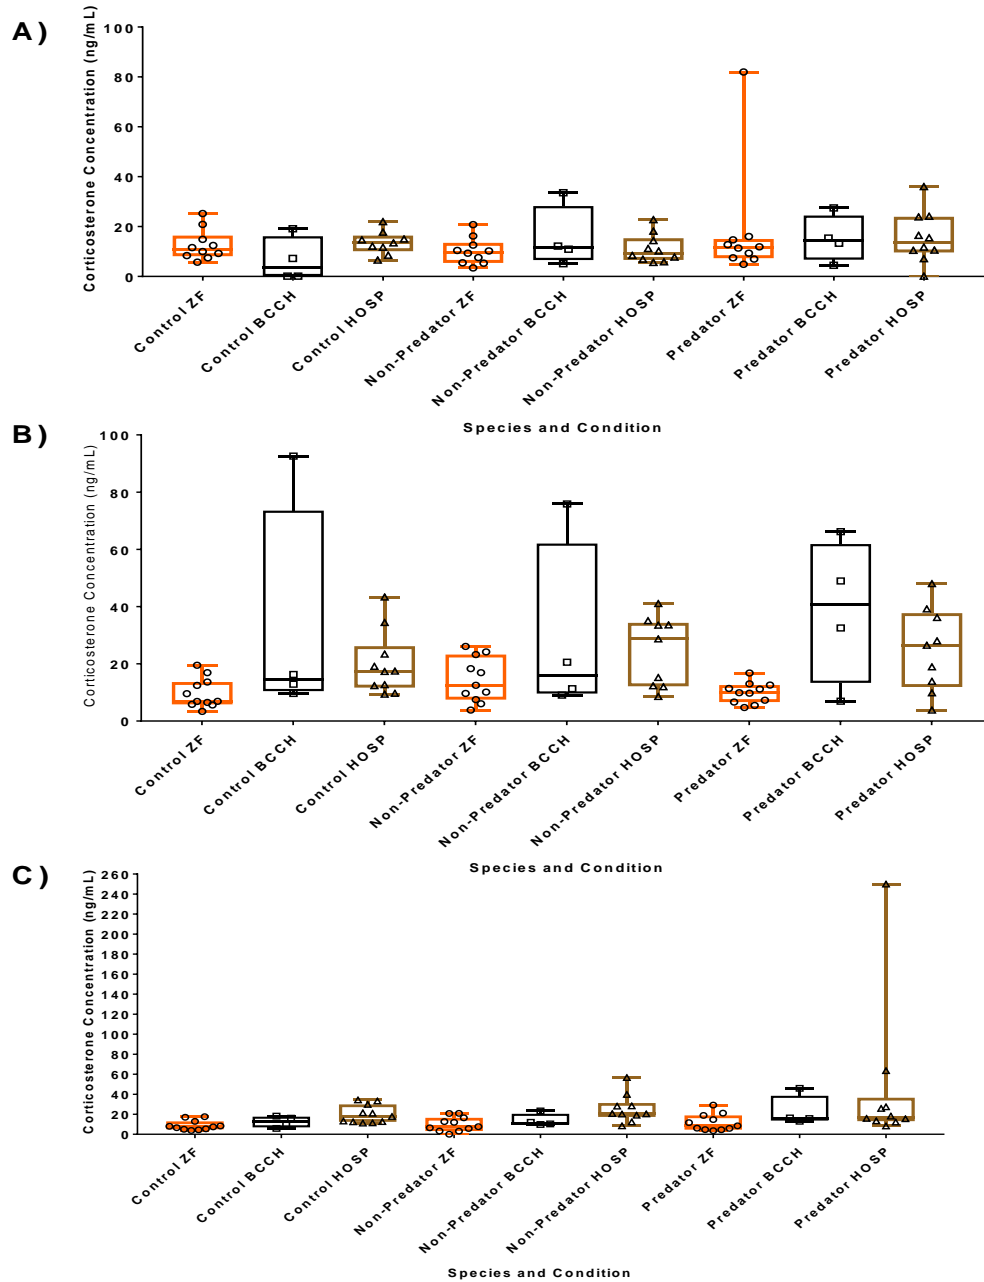 A)
Corticosterone Concentration (ng/mL)
100
80
60
40
20
0
Control ZF
Control BCCH
Control HOSP
Non-Predator ZF
Non-Predator BCCH
Non-Predator HOSP
Predator ZF
Predator BCCH
Predator HOSP
Species and Condition
B)
Corticosterone Concentration (ng/mL)
100
80
60
40
20
0
Control ZF
Control BCCH
Control HOSP
Non-Predator ZF
Non-Predator BCCH
Non-Predator HOSP
Predator ZF
Predator BCCH
Predator HOSP
Species and Condition
C)
Corticosterone Concentration (ng/mL)
260
240
220
200
180
160
140
120
100
80
60
40
20
0
Control ZF
Control BCCH
Control HOSP
Non-Predator ZF
Non-Predator BCCH
Non-Predator HOSP
Predator ZF
Predator BCCH
Predator HOSP
Species and Condition